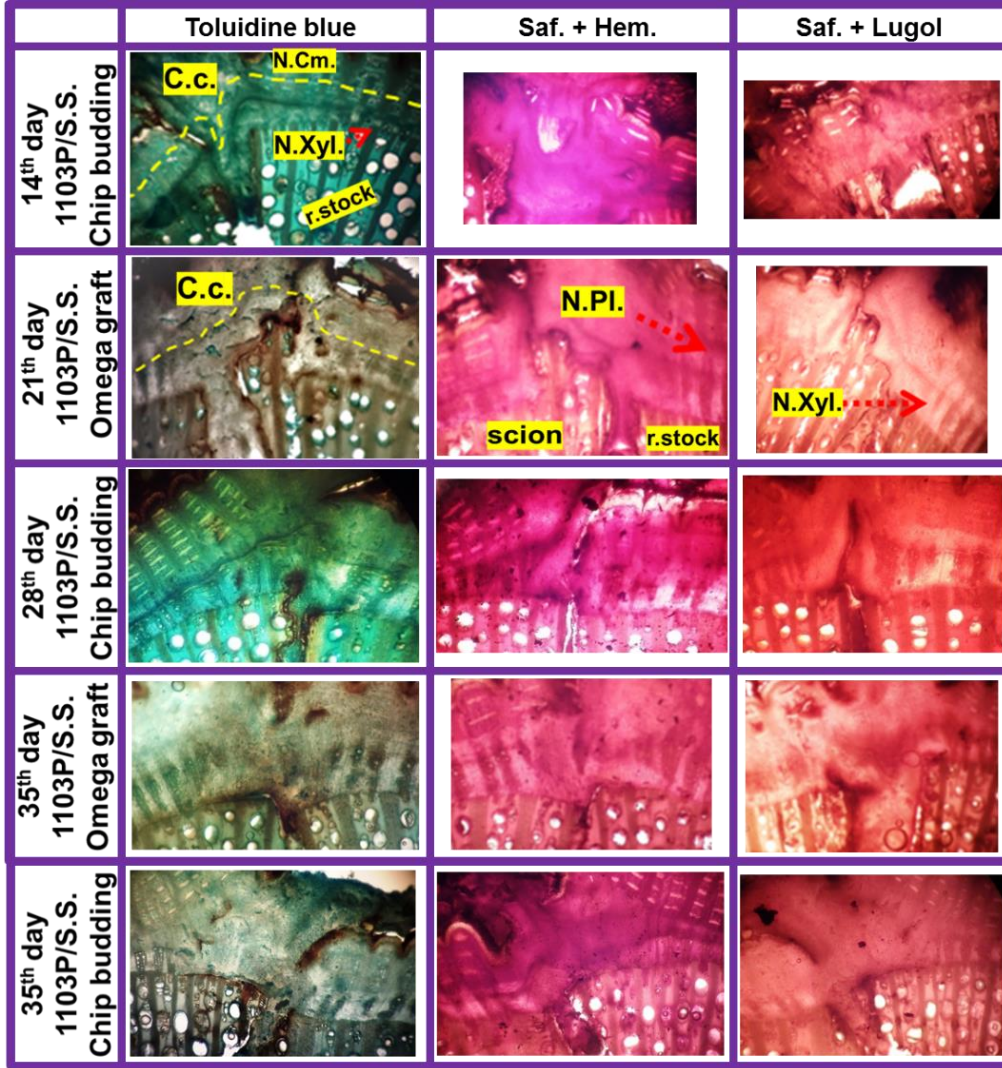 Toluidine blue
Saf. + Hem.
Saf. + Lugol
14th day
1103P/S.S.
Chip budding
C.c.
N.Cm.
N.Xyl.
r.stock
21th day
1103P/S.S.
Omega graft
C.c.
N.Pl.
scion
r.stock
N.Xyl.
28th day
1103P/S.S.
Chip budding
35th day
1103P/S.S.
Omega graft
35th day
1103P/S.S.
Chip budding